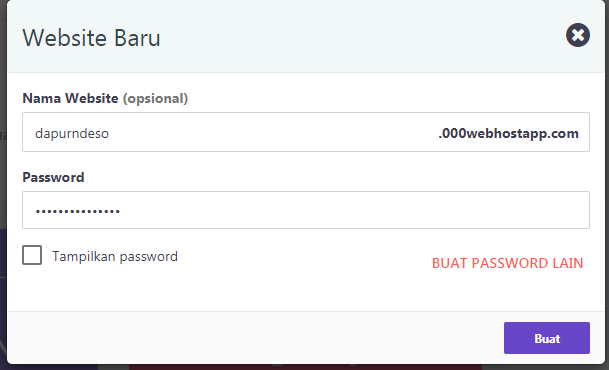 Website Baru
Nama Website (opsional)
dapurndeso .000webhostapp.com
Password
•••••••••••••••
Tampilkan password
BUAT PASSWORD LAIN
Buat